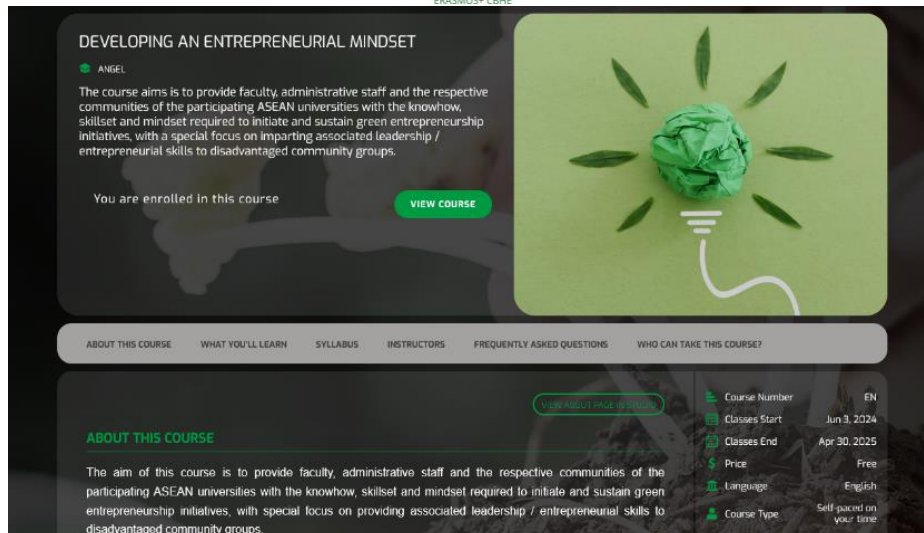 ERASMUS+ CBHE
DEVELOPING AN ENTREPRENEURIAL MINDSET
ANGEL
The course aims is to provide faculty, administrative staff and the respective
communities of the participating ASEAN universities with the knowhow,
skillset and mindset required to initiate and sustain green entrepreneurship
initiatives, with a special focus on imparting associated leadership /
entrepreneurial skills to disadvantaged community groups.
You are enrolled in this course
VIEW COURSE
ABOUT THIS COURSE WHAT YOU'LL LEARN SYLLABUS INSTRUCTORS FREQUENTLY ASKED QUESTIONS WHO CAN TAKE THIS COURSE?
VIEW ABOUT PAGE IN STUDIO
ABOUT THIS COURSE
The aim of this course is to provide faculty, administrative staff and the respective communities of the
participating ASEAN universities with the knowhow, skillset and mindset required to initiate and sustain green
entrepreneurship initiatives, with special focus on providing associated leadership / entrepreneurial skills to
disadvantaged community groups.
Course Number EN
Classes Start Jun 3, 2024
Classes End Apr 30, 2025
Price Free
Language English
Course Type Self-paced on
your time